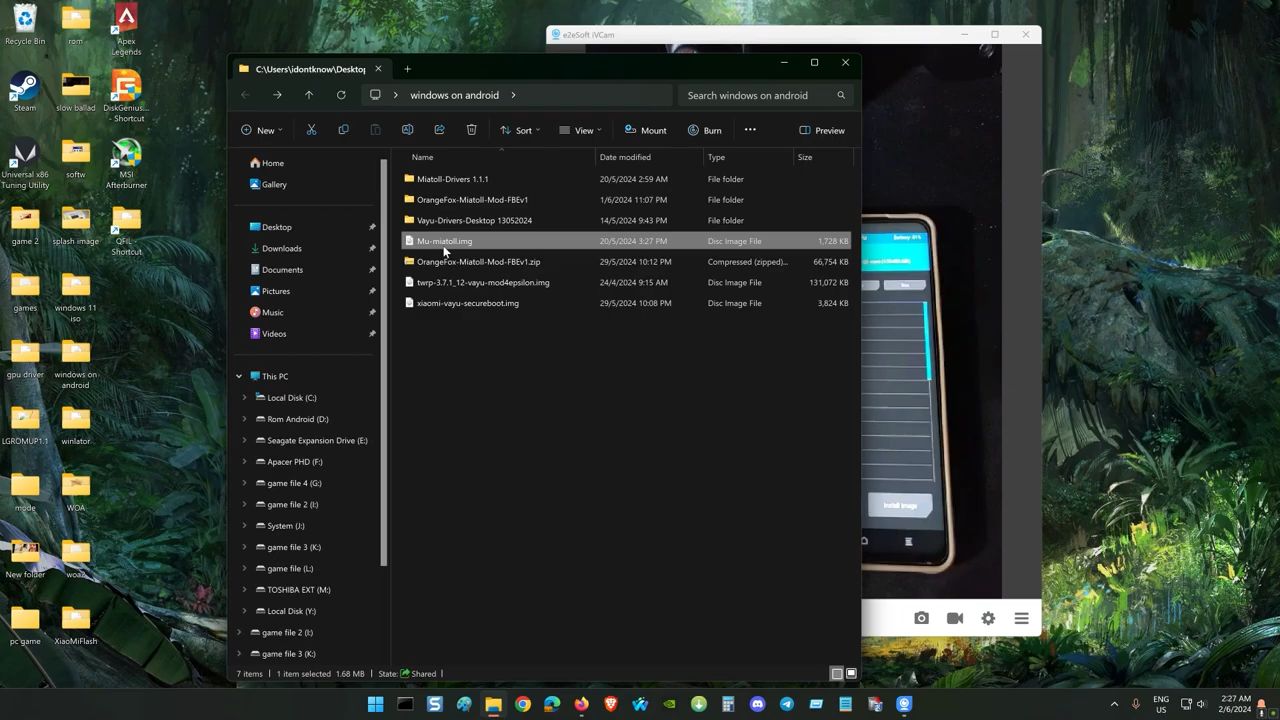 Recycle Bin
rom
Apex
Legends
Steam
slow ballad
DiskGenius...
- Shortcut
Universal x86
Tuning Utility
softw
MSI
Afterburner
game 2
splash image
QFIL -
Shortcut
games
windows 11
iso
gpu driver
windows on
android
LGROMUP1.1
winlator
mode
WOA
New folder
woa2
pc game
XiaoMiFlash
e2eSoft iVCam
C:\Users\idontknow\Desktop
windows on android
Search windows on android
New
Sort
View
Mount
Burn
Preview
Name
Date modified
Type
Size
Home
Gallery
Desktop
Downloads
Documents
Pictures
Music
Videos
This PC
Local Disk (C:)
Rom Android (D:)
Seagate Expansion Drive (E:)
Apacer PHD (F:)
game file 4 (G:)
game file 2 (I:)
System (J:)
game file 3 (K:)
game file (L:)
TOSHIBA EXT (M:)
Local Disk (Y:)
game file 2 (I:)
game file 3 (K:)
Miatoll-Drivers 1.1.1 20/5/2024 2:59 AM File folder
OrangeFox-Miatoll-Mod-FBEv1 1/6/2024 11:07 PM File folder
Vayu-Drivers-Desktop 13052024 14/5/2024 9:43 PM File folder
Mu-miatoll.img 20/5/2024 3:27 PM Disc Image File 1,728 KB
OrangeFox-Miatoll-Mod-FBEv1.zip 29/5/2024 10:12 PM Compressed (zipped)... 66,754 KB
twrp-3.7.1_12-vayu-mod4epsilon.img 24/4/2024 9:15 AM Disc Image File 131,072 KB
xiaomi-vayu-secureboot.img 29/5/2024 10:08 PM Disc Image File 3,824 KB
Install Image
7 items
1 item selected 1.68 MB
State: Shared
ENG
US
2:27 AM
2/6/2024